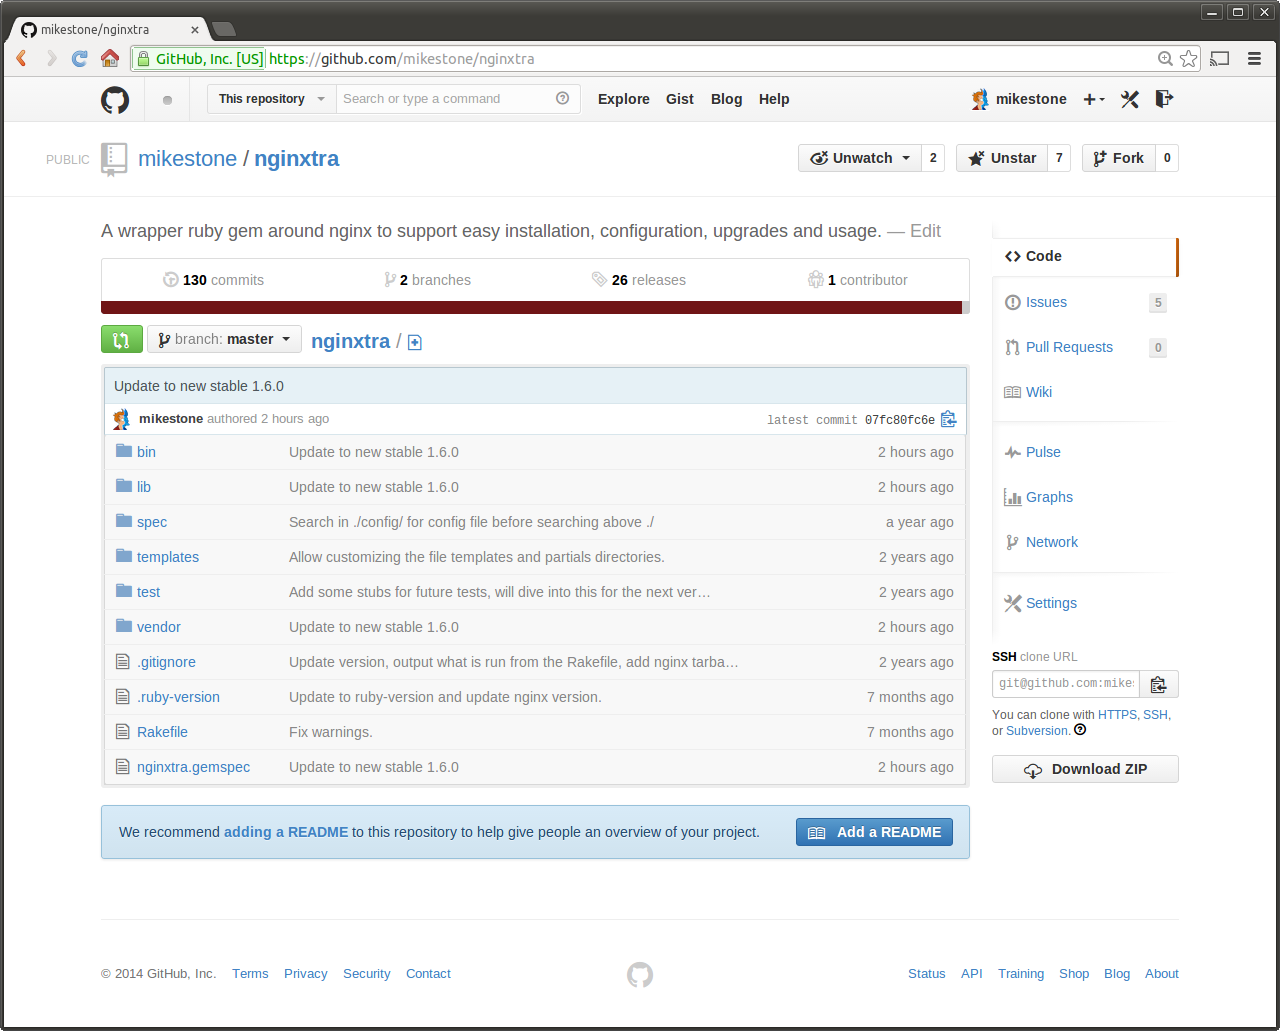 mikestone/nginxtra
GitHub, Inc. [US] https://github.com/mikestone/nginxtra
This repository Search or type a command Explore Gist Blog Help mikestone
PUBLIC mikestone / nginxtra Unwatch 2 Unstar 7 Fork 0
A wrapper ruby gem around nginx to support easy installation, configuration, upgrades and usage. — Edit
130 commits 2 branches 26 releases 1 contributor
branch: master nginxtra /
Update to new stable 1.6.0
mikestone authored 2 hours ago latest commit 07fc80fc6e
bin Update to new stable 1.6.0 2 hours ago
lib Update to new stable 1.6.0 2 hours ago
spec Search in ./config/ for config file before searching above ./ a year ago
templates Allow customizing the file templates and partials directories. 2 years ago
test Add some stubs for future tests, will dive into this for the next ver… 2 years ago
vendor Update to new stable 1.6.0 2 hours ago
.gitignore Update version, output what is run from the Rakefile, add nginx tarba… 2 years ago
.ruby-version Update to ruby-version and update nginx version. 7 months ago
Rakefile Fix warnings. 7 months ago
nginxtra.gemspec Update to new stable 1.6.0 2 hours ago
We recommend adding a README to this repository to help give people an overview of your project. Add a README
Code
Issues 5
Pull Requests 0
Wiki
Pulse
Graphs
Network
Settings
SSH clone URL
git@github.com:mikes
You can clone with HTTPS, SSH,
or Subversion.
Download ZIP
© 2014 GitHub, Inc. Terms Privacy Security Contact Status API Training Shop Blog About